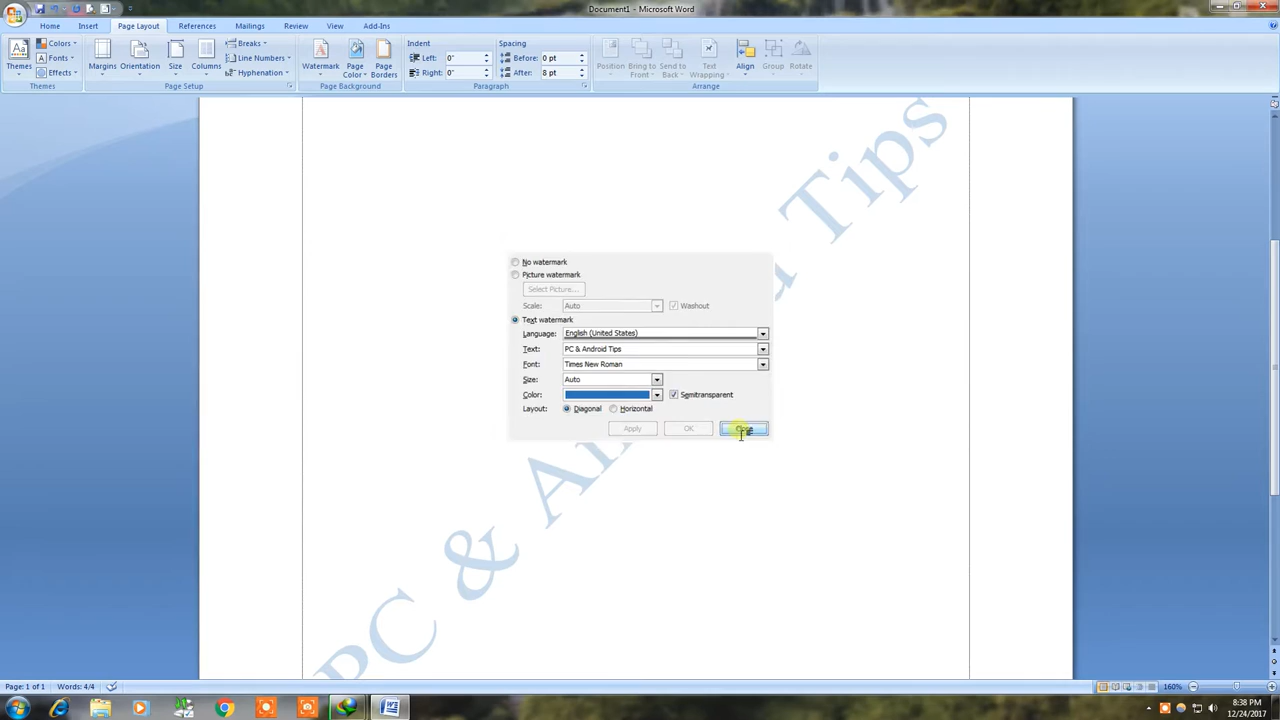 Document1 - Microsoft Word
Home Insert Page Layout References Mailings Review View Add-Ins
Themes
Colors
Fonts
Effects
Themes
Margins
Orientation
Size
Columns
Breaks
Line Numbers
Hyphenation
Page Setup
Watermark
Page Color
Page Borders
Page Background
Indent
Left: 0"
Right: 0"
Spacing
Before: 0 pt
After: 8 pt
Paragraph
Position
Bring to Front
Send to Back
Text Wrapping
Align
Group
Rotate
Arrange
No watermark
Picture watermark
Select Picture...
Scale: Auto Washout
Text watermark
Language: English (United States)
Text: PC & Android Tips
Font: Times New Roman
Size: Auto
Color: Semitransparent
Layout: Diagonal Horizontal
Apply OK Close
PC & An
Tips
Page: 1 of 1 Words: 4/4
160%
8:38 PM
12/24/2017